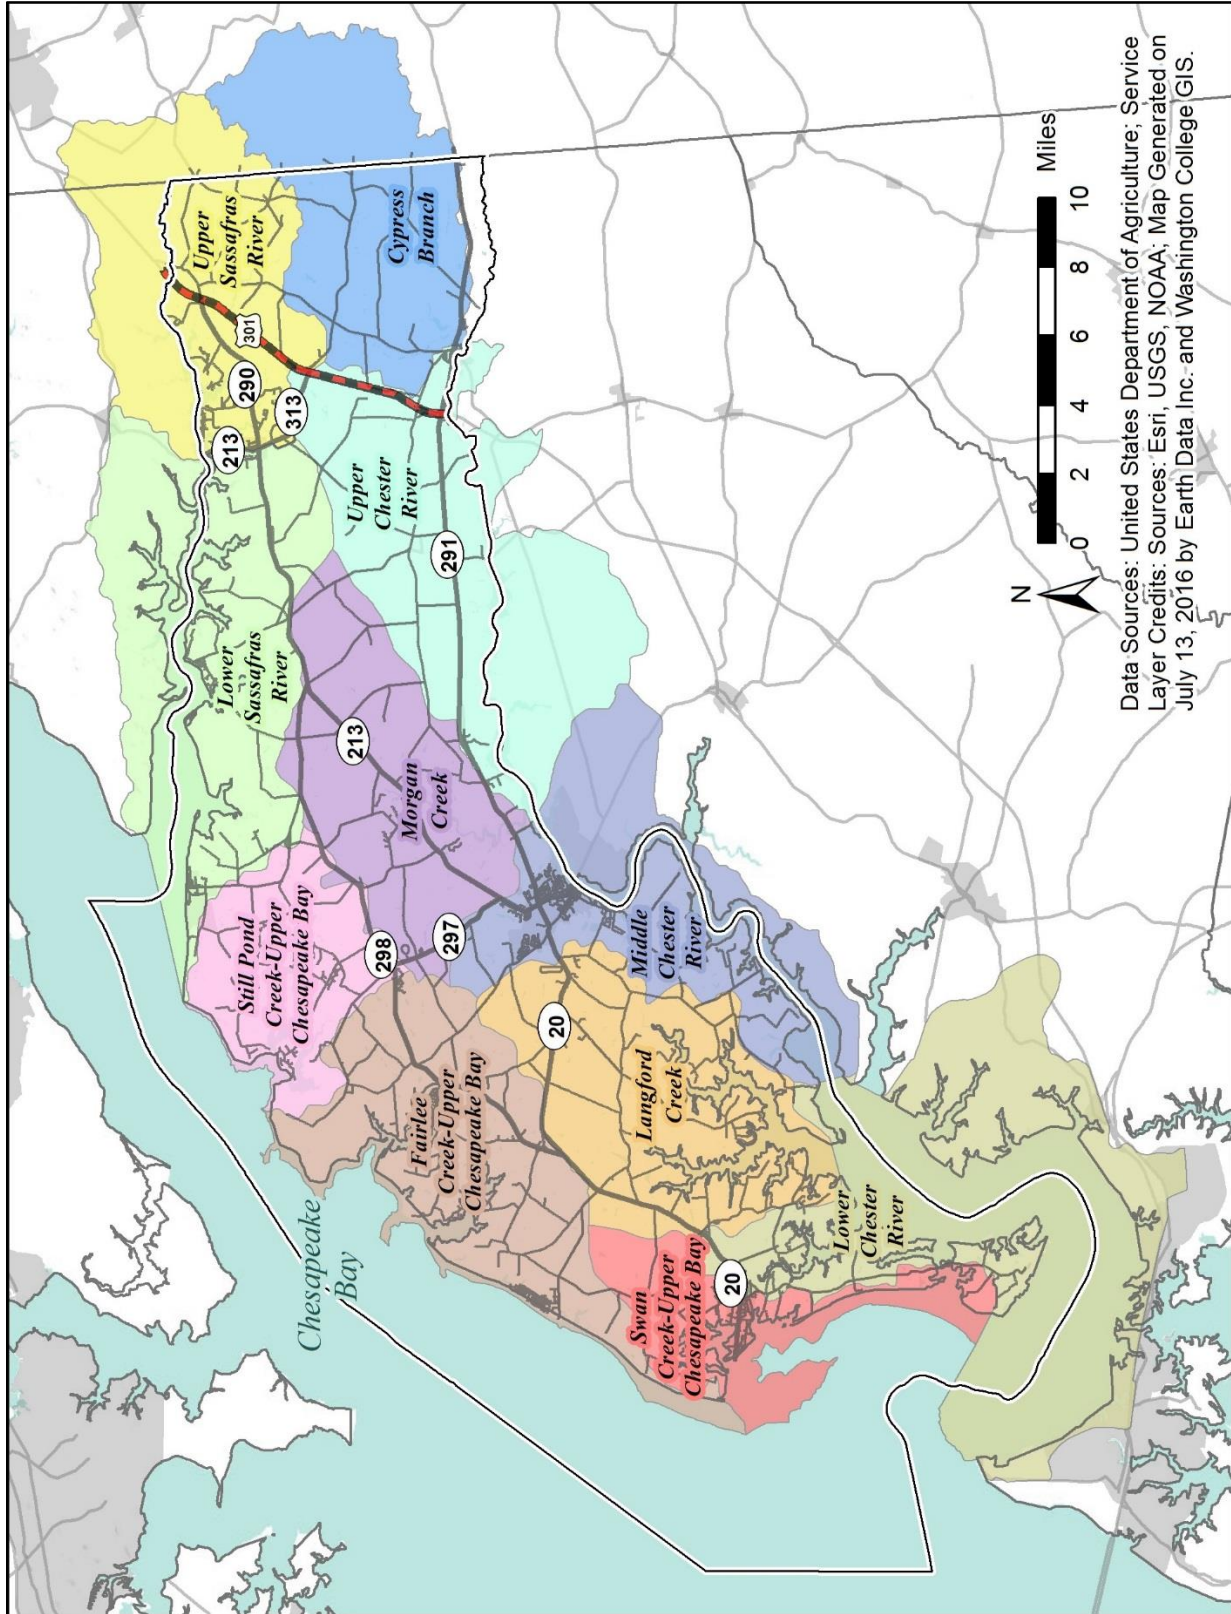 Chesapeake
Bay
Still Pond
Creek-Upper
Chesapeake Bay
Lower
Sassafras
River
Upper
Sassafras
River
213
290
301
313
298
297
213
Morgan
Creek
Upper
Chester
River
291
Cypress
Branch
Fairlee
Creek-Upper
Chesapeake Bay
20
Langford
Creek
Middle
Chester
River
Swan
Creek-Upper
Chesapeake Bay
20
Lower
Chester
River
N
0 2 4 6 8 10
Miles
Data Sources: United States Department of Agriculture; Service
Layer Credits: Sources: Esri, USGS, NOAA; Map Generated on
July 13, 2016 by Earth Data Inc. and Washington College GIS.